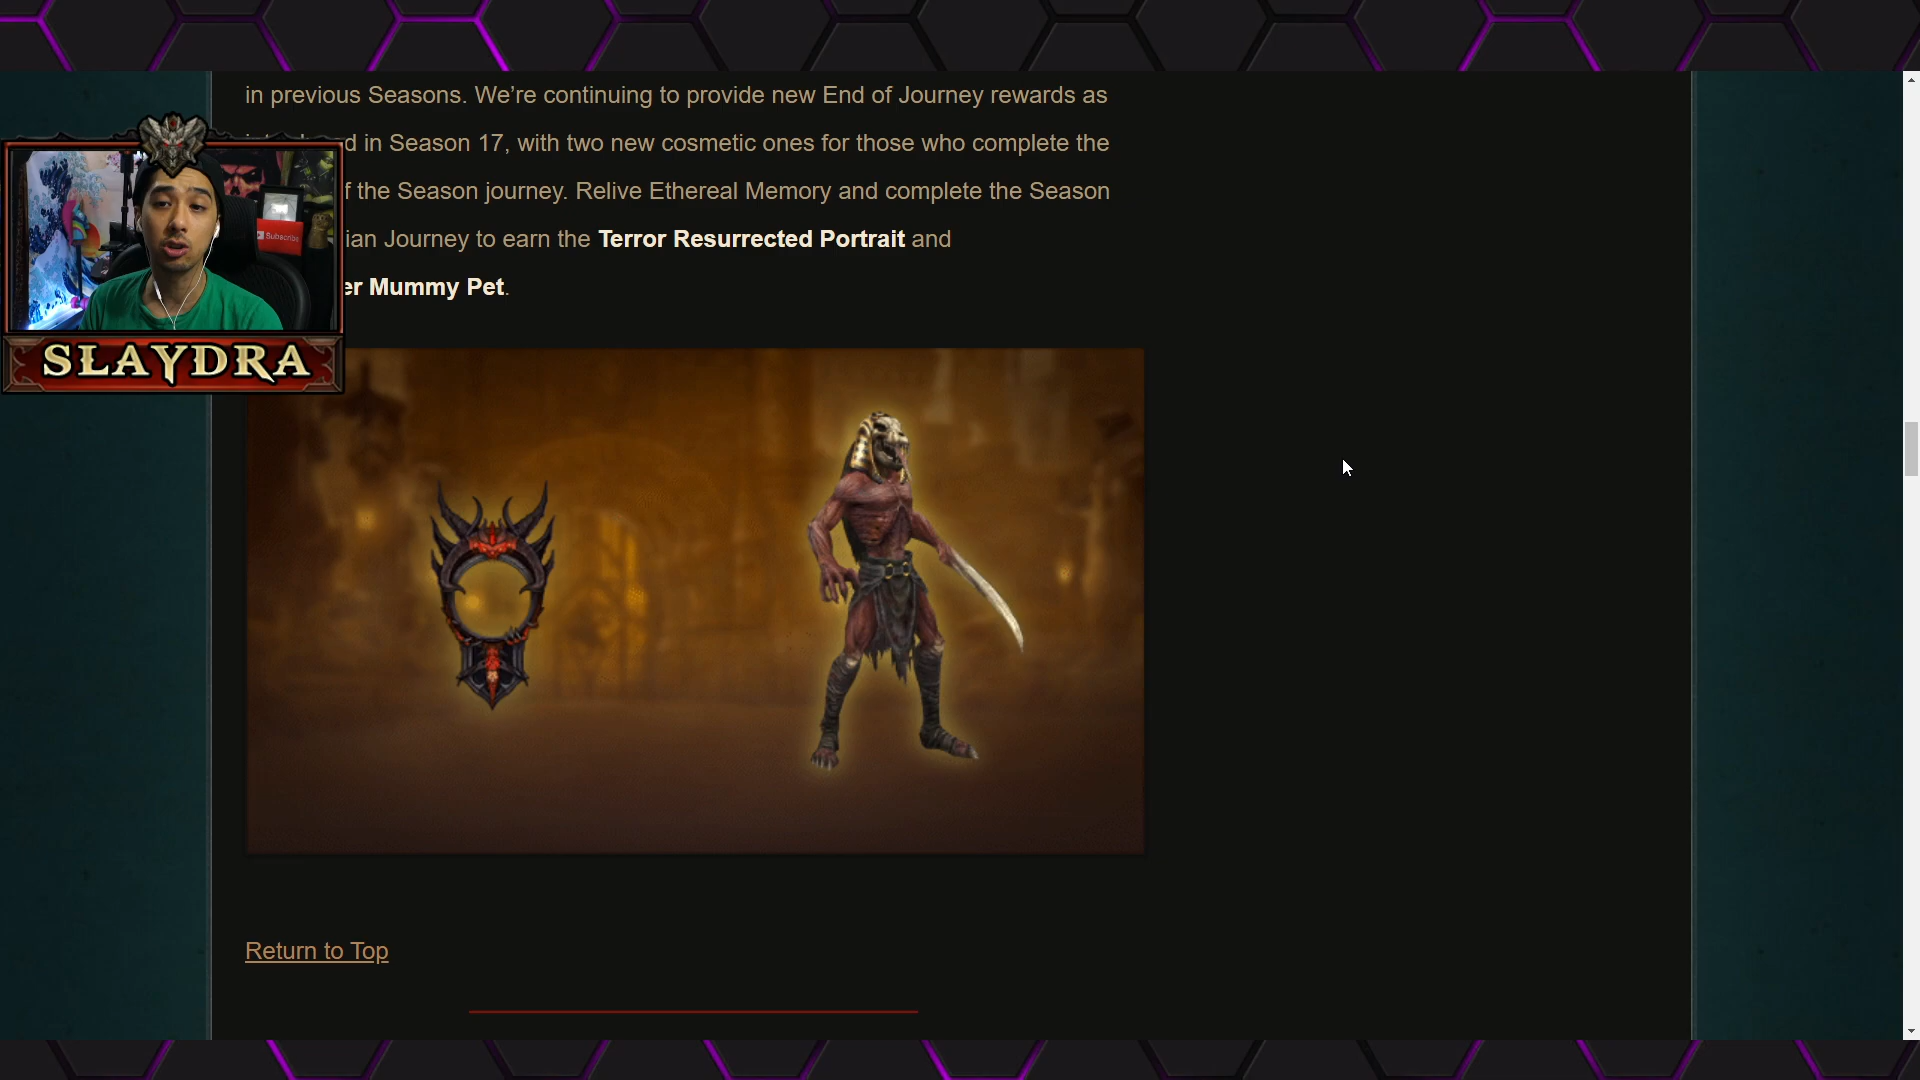 in previous Seasons. We’re continuing to provide new End of Journey rewards as
d in Season 17, with two new cosmetic ones for those who complete the
f the Season journey. Relive Ethereal Memory and complete the Season
ian Journey to earn the Terror Resurrected Portrait and
er Mummy Pet.
Subscribe
SLAYDRA
Return to Top